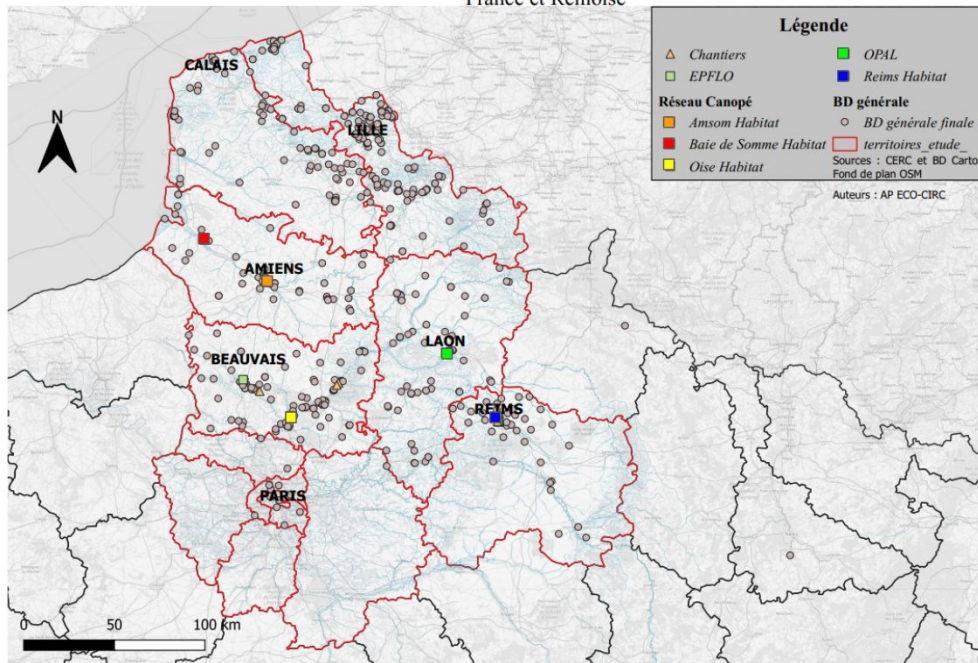 France et Rémoise
Légende
Chantiers
EPFLO
Réseau Canopé
Amsom Habitat
Baie de Somme Habitat
Oise Habitat
OPAL
Reims Habitat
BD générale
BD générale finale
territoires_etude_
Sources : CERC et BD Carto
Fond de plan OSM
Auteurs : AP ECO-CIRC
N
CALAIS
LILLE
AMIENS
LAON
BEAUVAIS
REIMS
PARIS
0 50 100 km